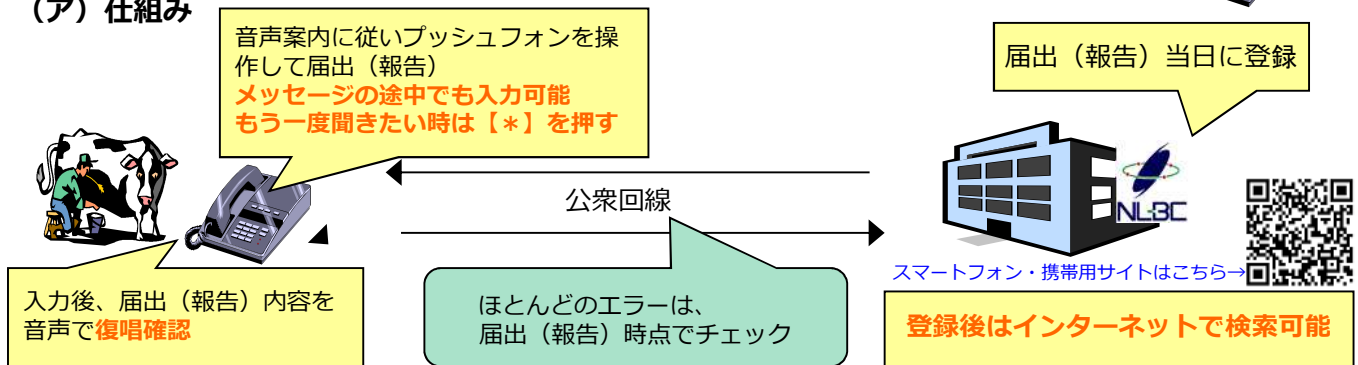 （ア）仕組み
音声案内に従いプッシュフォンを操
作して届出（報告）
メッセージの途中でも入力可能
もう一度聞きたい時は【＊】を押す
届出（報告）当日に登録
公衆回線
NLBC
スマートフォン・携帯用サイトはこちら→
入力後、届出（報告）内容を
音声で復唱確認
ほとんどのエラーは、
届出（報告）時点でチェック
登録後はインターネットで検索可能